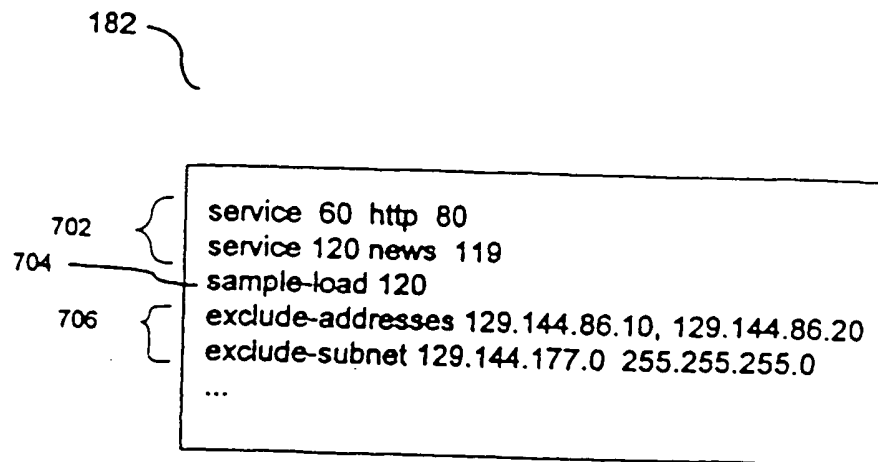 182
702
704
706
service 60 http 80
service 120 news 119
sample-load 120
exclude-addresses 129.144.86.10, 129.144.86.20
exclude-subnet 129.144.177.0 255.255.255.0
...